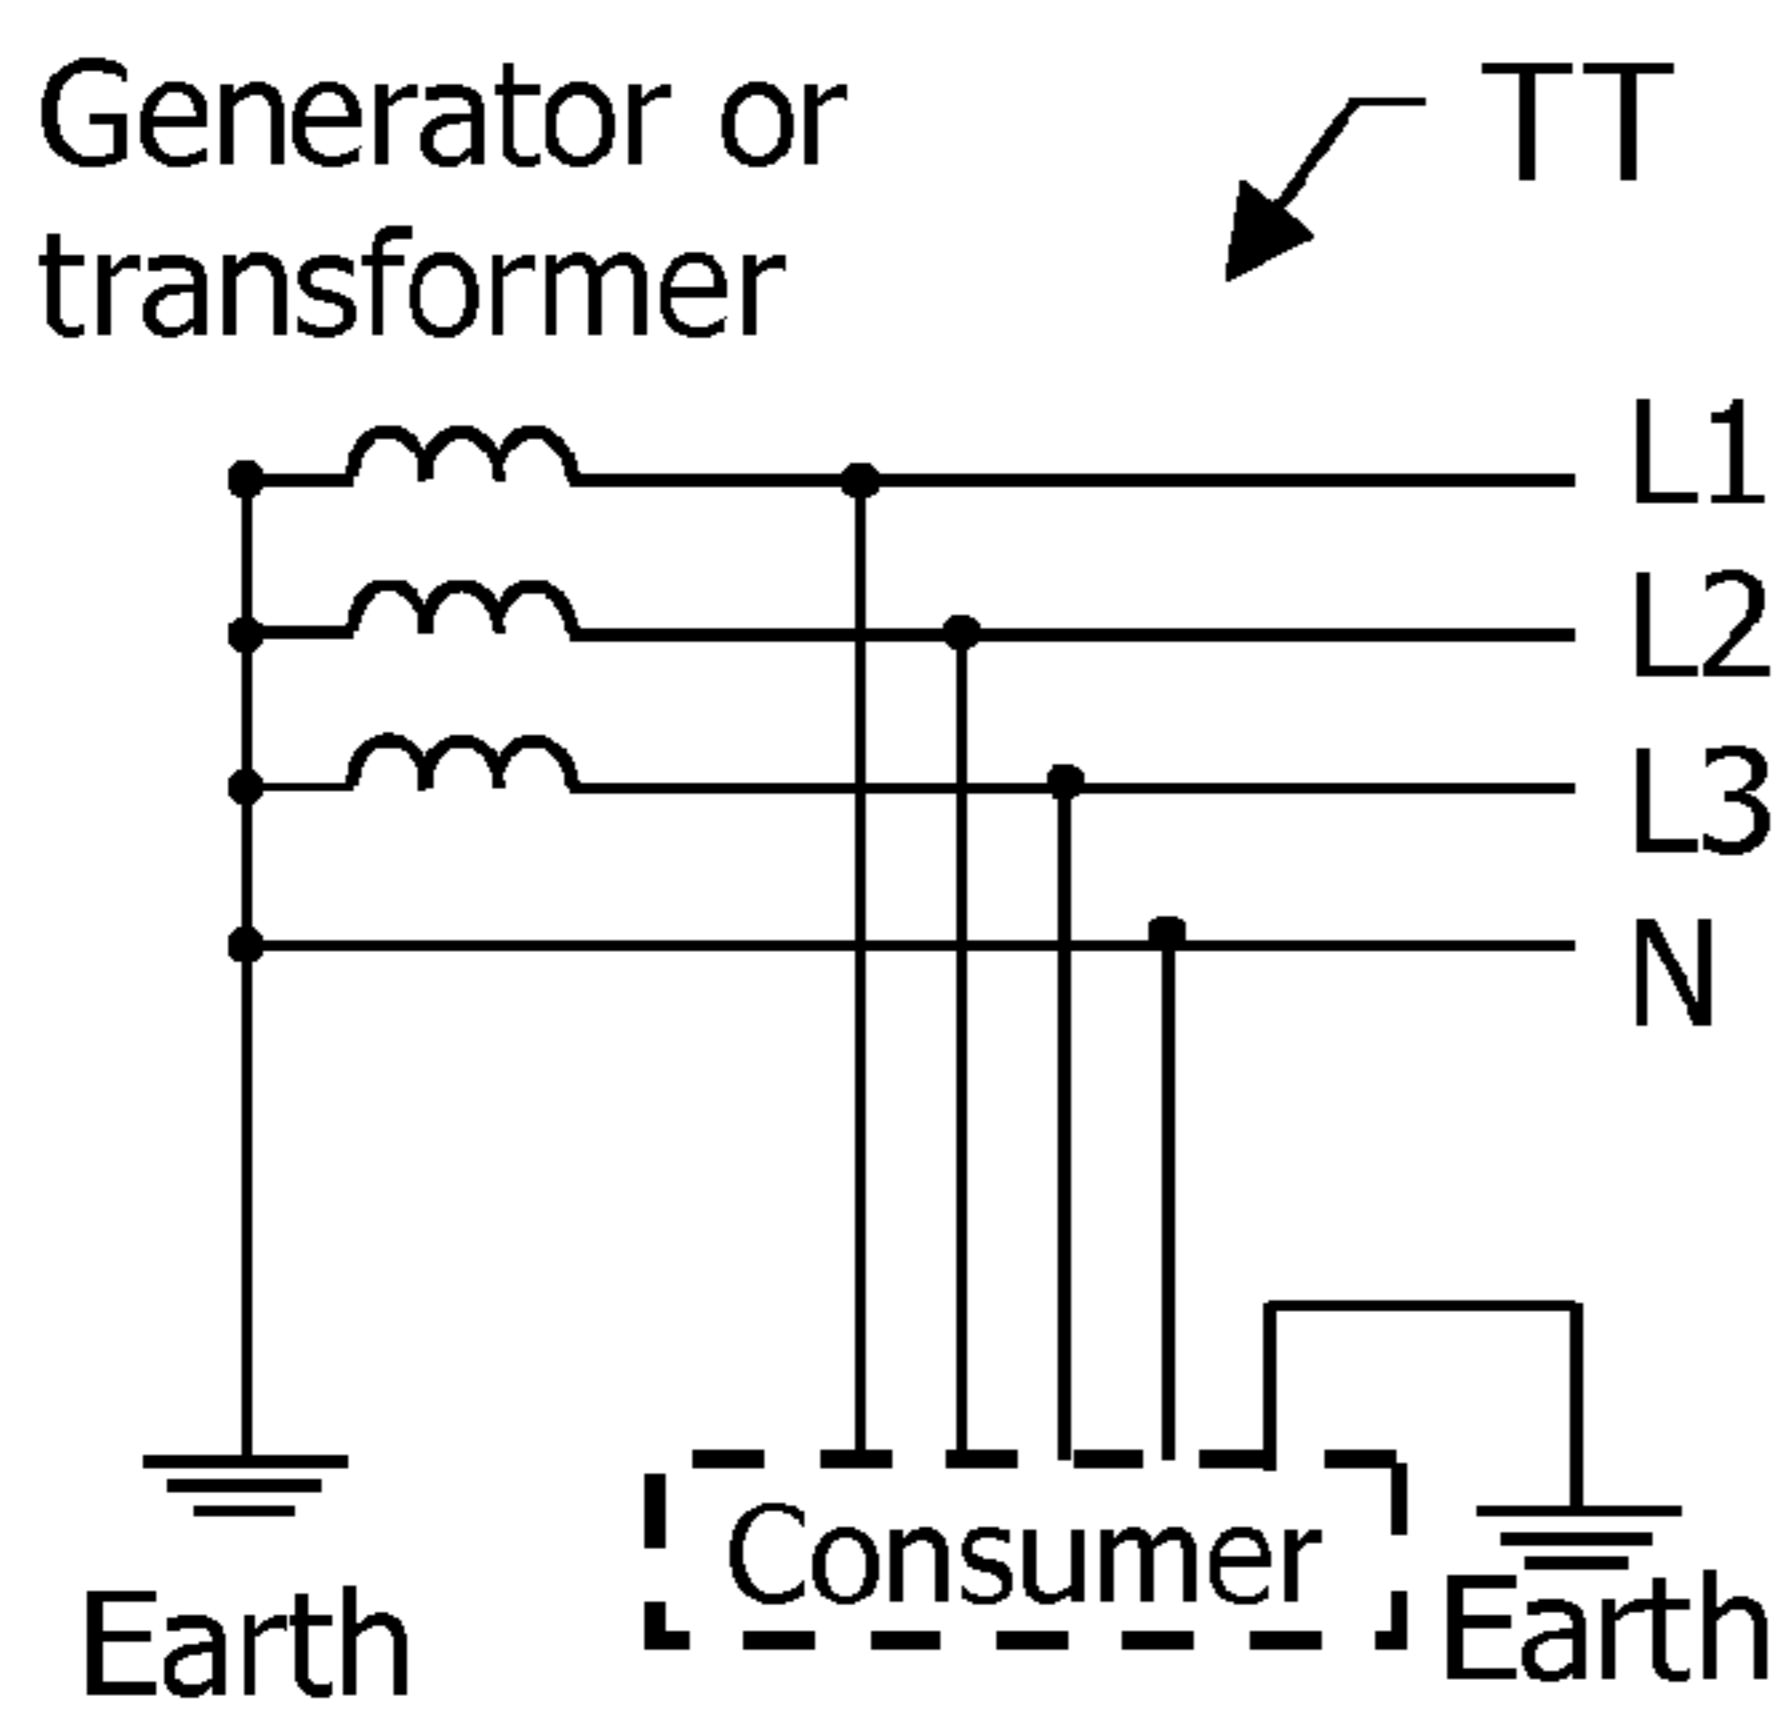 Generator or
transformer
TT
L1
L2
L3
N
Consumer
Earth
Earth